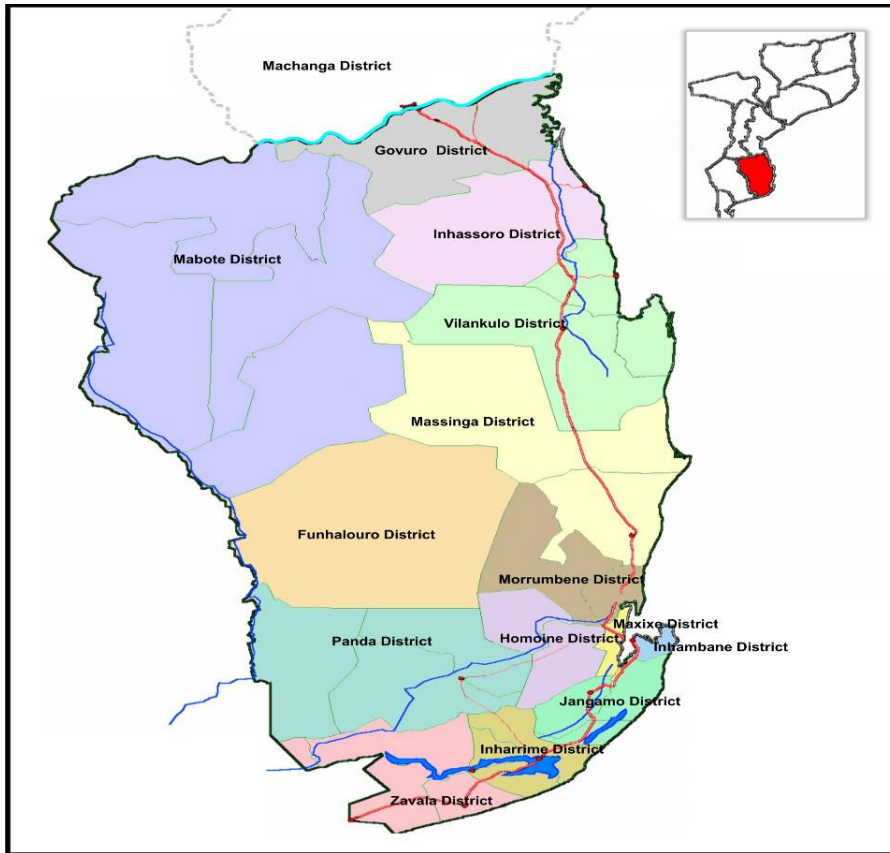 Machanga District
Govuro District
Inhassoro District
Mabote District
Vilankulo District
Massinga District
Funhalouro District
Morrumbene District
Maxixe District
Homoine District
Panda District
Inhambane District
Jangamo District
Inharrime District
Zavala District